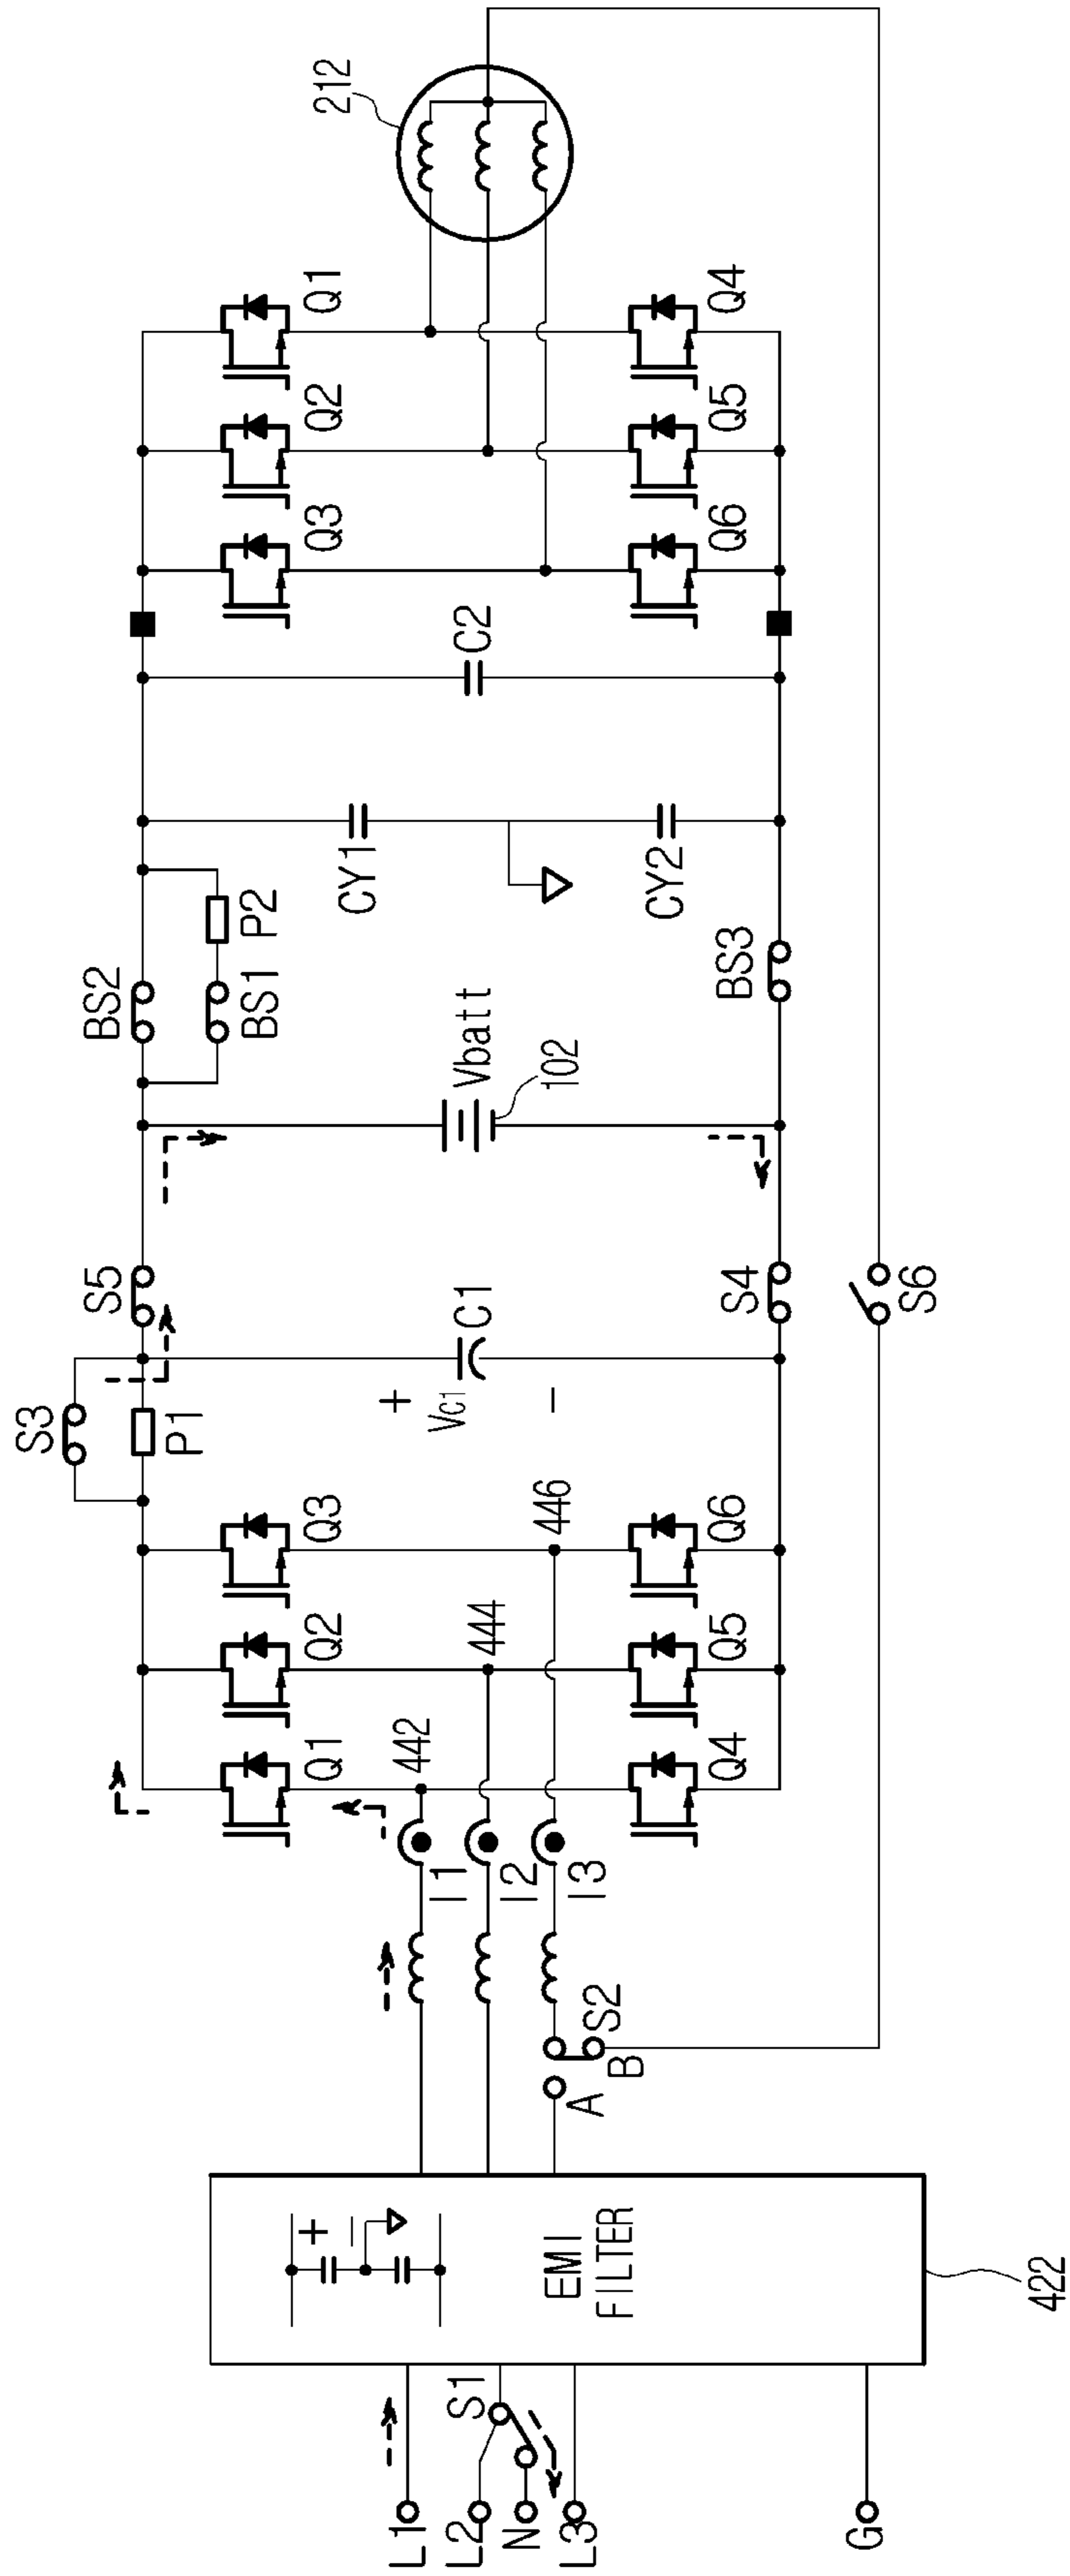 212
Q1
Q2
Q3
Q4
Q5
Q6
C2
CY1
CY2
P2
BS2
BS1
BS3
Vbatt
102
S5
S4
S6
C1
+
Vc1
−
S3
P1
Q3
Q2
Q1
446
444
442
Q6
Q5
Q4
I1
I2
I3
S2
B
A
+
−
EMI
FILTER
422
S1
L1
L2
N
L3
G